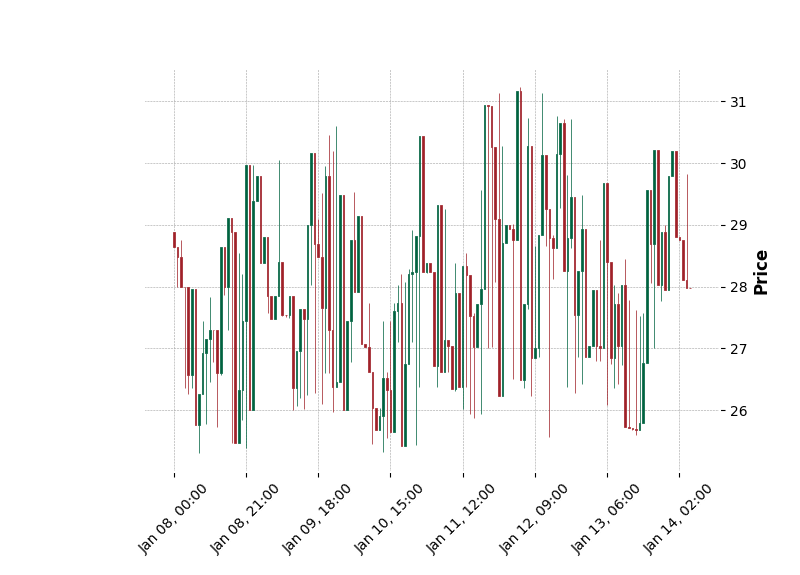 31
30
29
28
27
26
Price
Jan 08, 00:00
Jan 08, 21:00
Jan 09, 18:00
Jan 10, 15:00
Jan 11, 12:00
Jan 12, 09:00
Jan 13, 06:00
Jan 14, 02:00